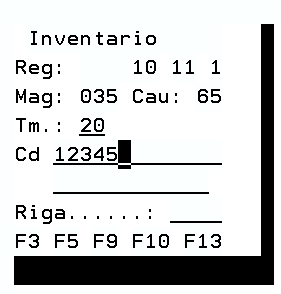 Inventario
Reg: 10 11 1
Mag: 035 Cau: 65
Tm.: 20
Cd 12345
Riga......:
F3 F5 F9 F10 F13